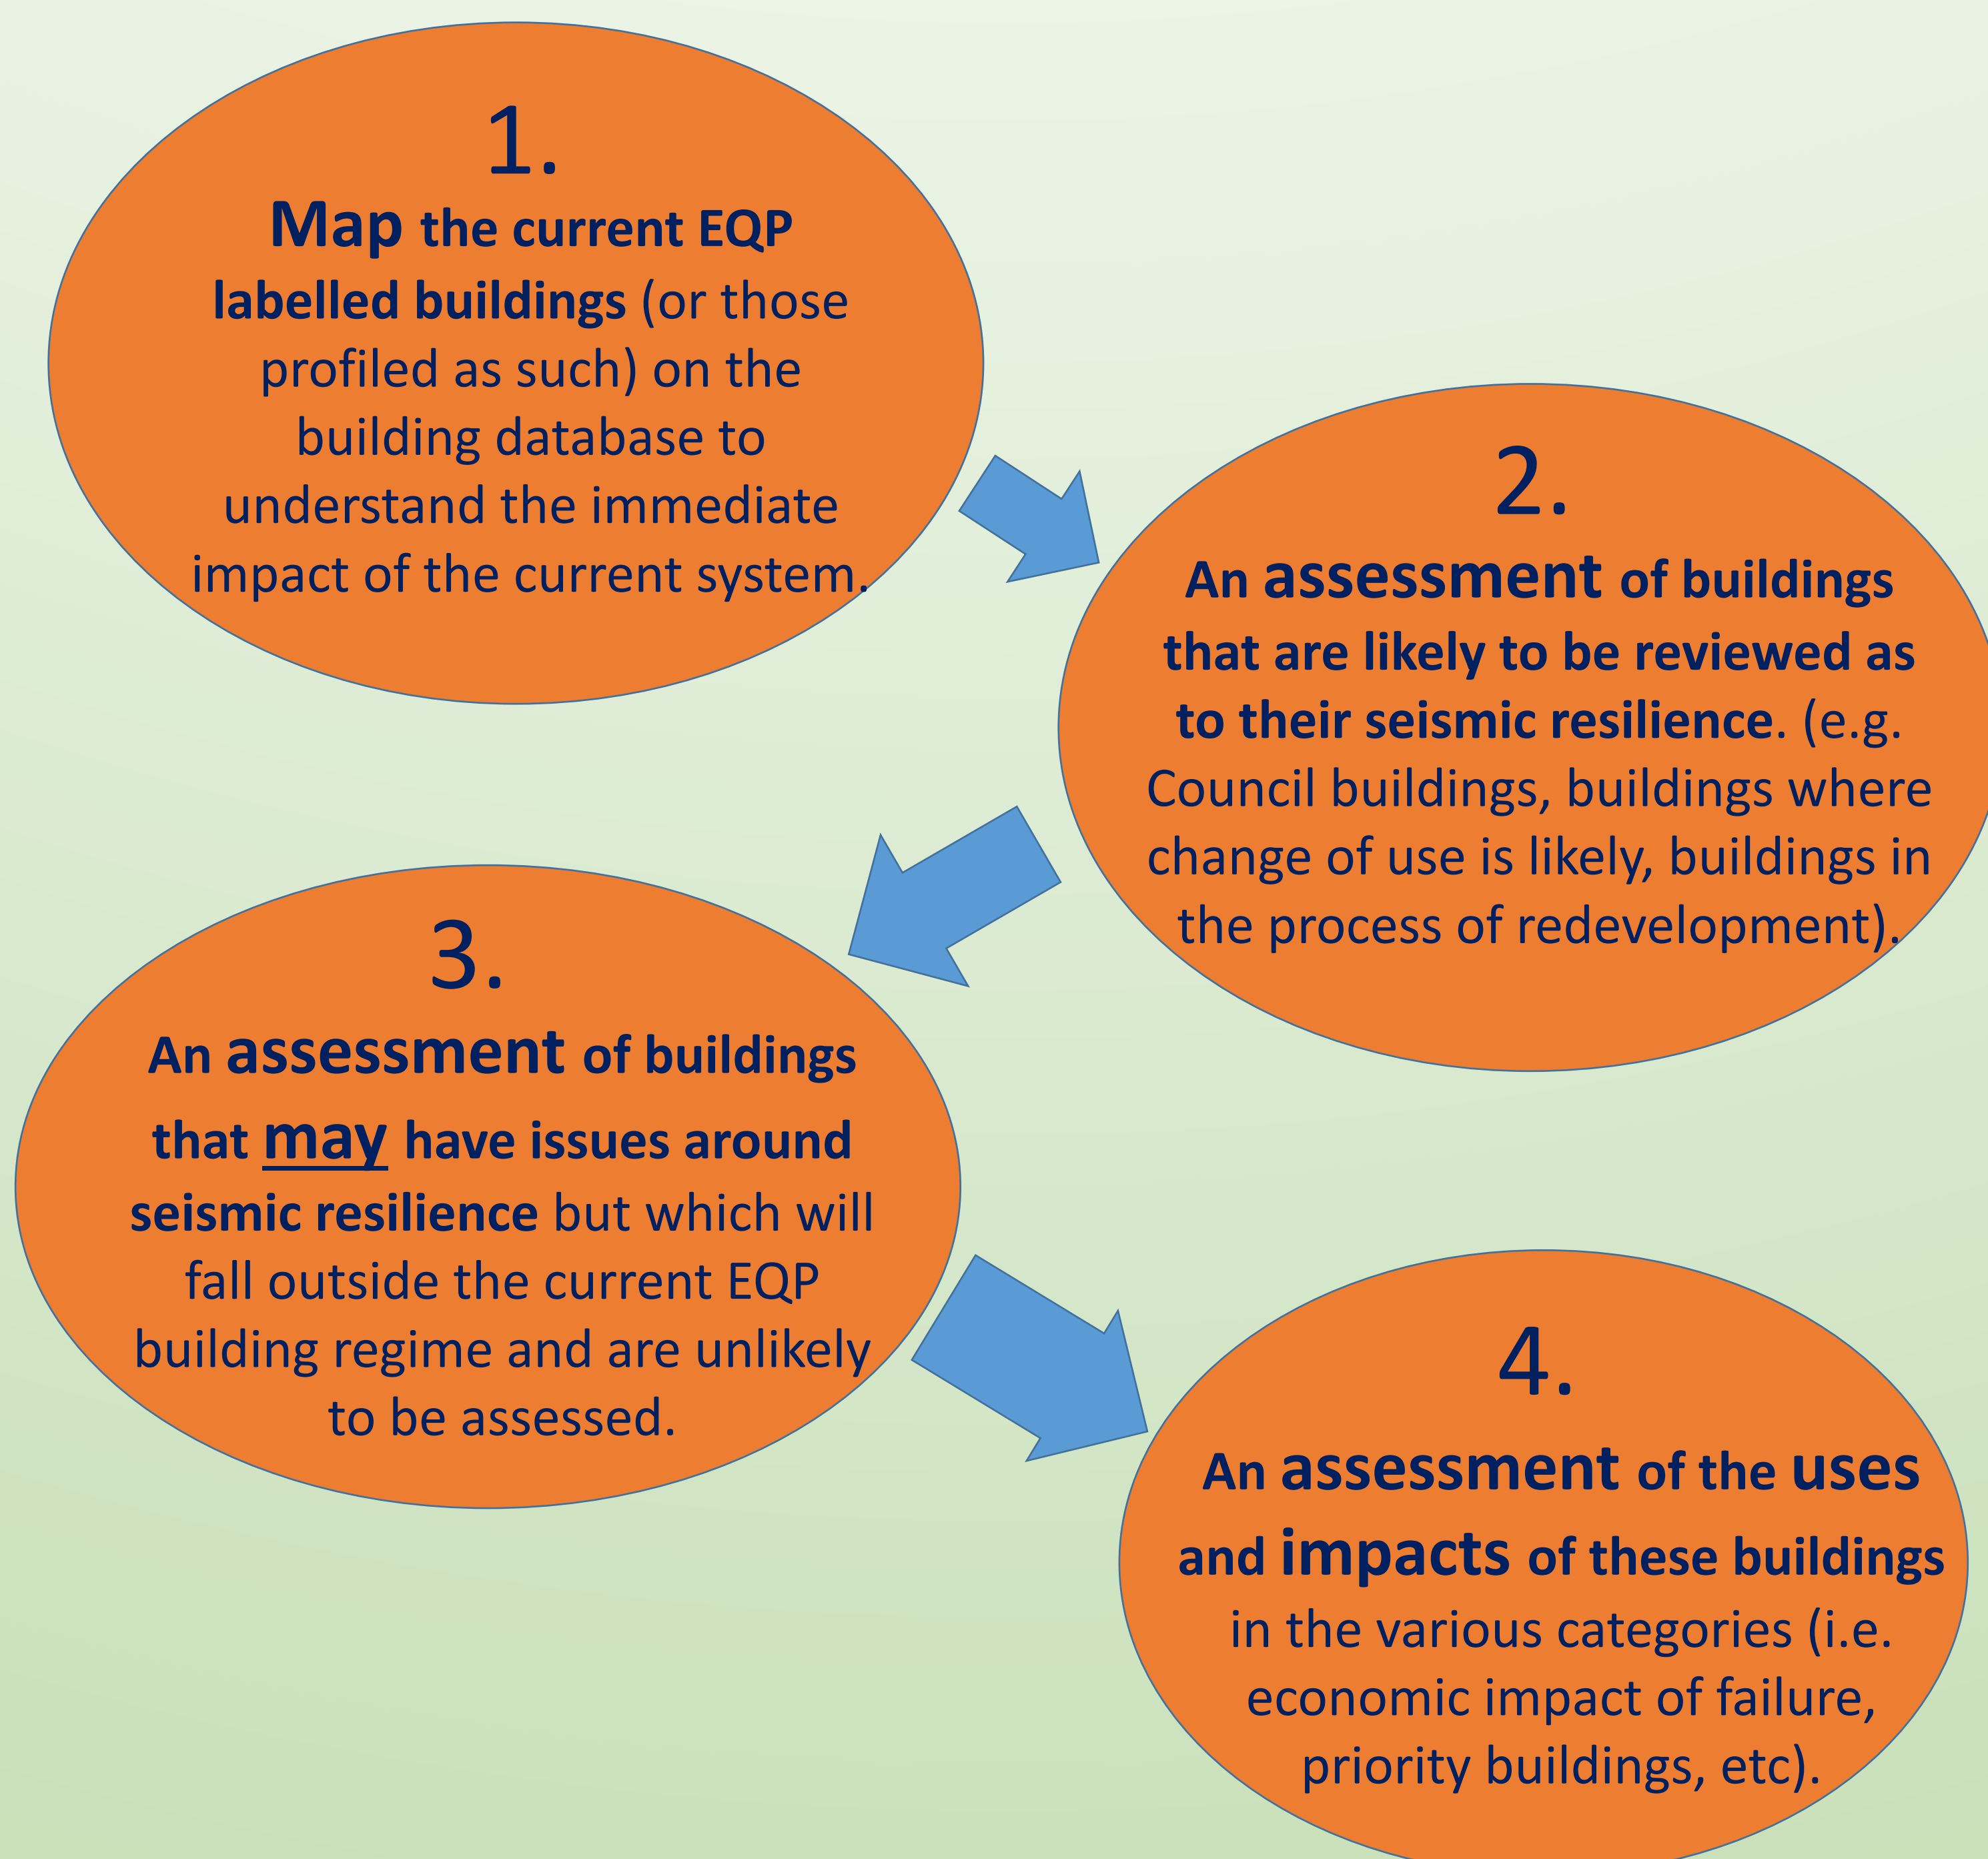 1.
Map the current EQP
labelled buildings (or those
profiled as such) on the
building database to
understand the immediate
impact of the current system.
2.
An assessment of buildings
that are likely to be reviewed as
to their seismic resilience. (e.g.
Council buildings, buildings where
change of use is likely, buildings in
the process of redevelopment).
3.
An assessment of buildings
that may have issues around
seismic resilience but which will
fall outside the current EQP
building regime and are unlikely
to be assessed.
4.
An assessment of the uses
and impacts of these buildings
in the various categories (i.e.
economic impact of failure,
priority buildings, etc).